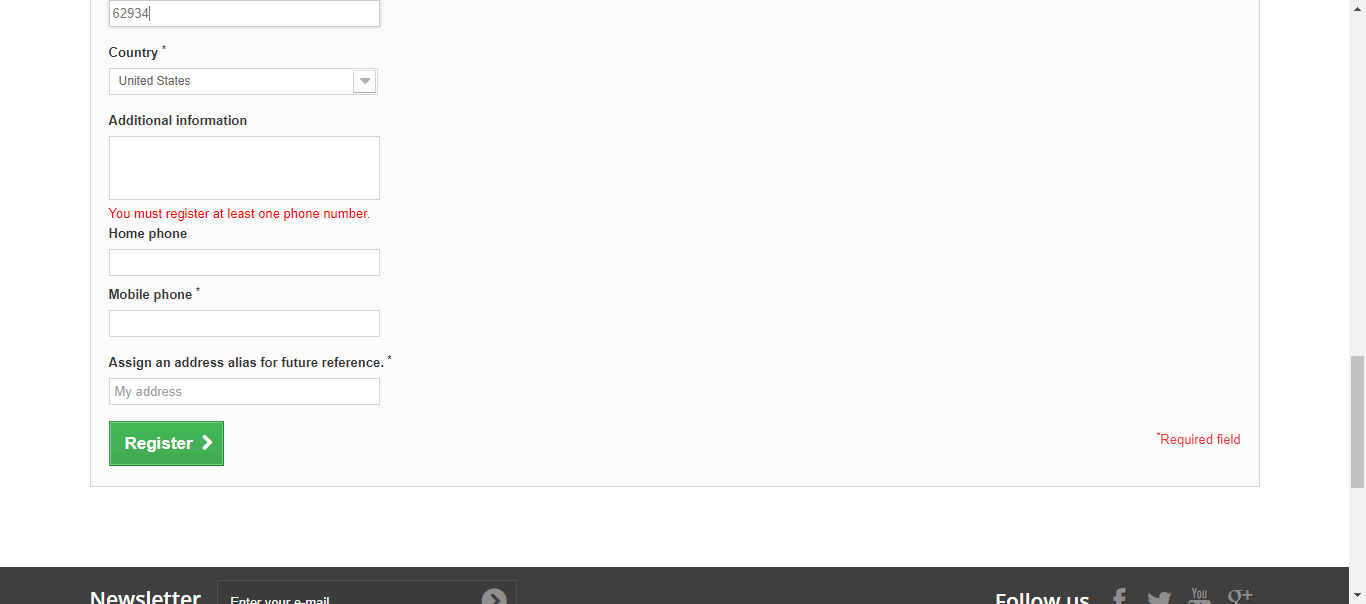 62934
Country *
United States
Additional information
You must register at least one phone number.
Home phone
Mobile phone *
Assign an address alias for future reference. *
My address
Register
*Required field
Newsletter
Enter your e-mail
Follow us
You
g+